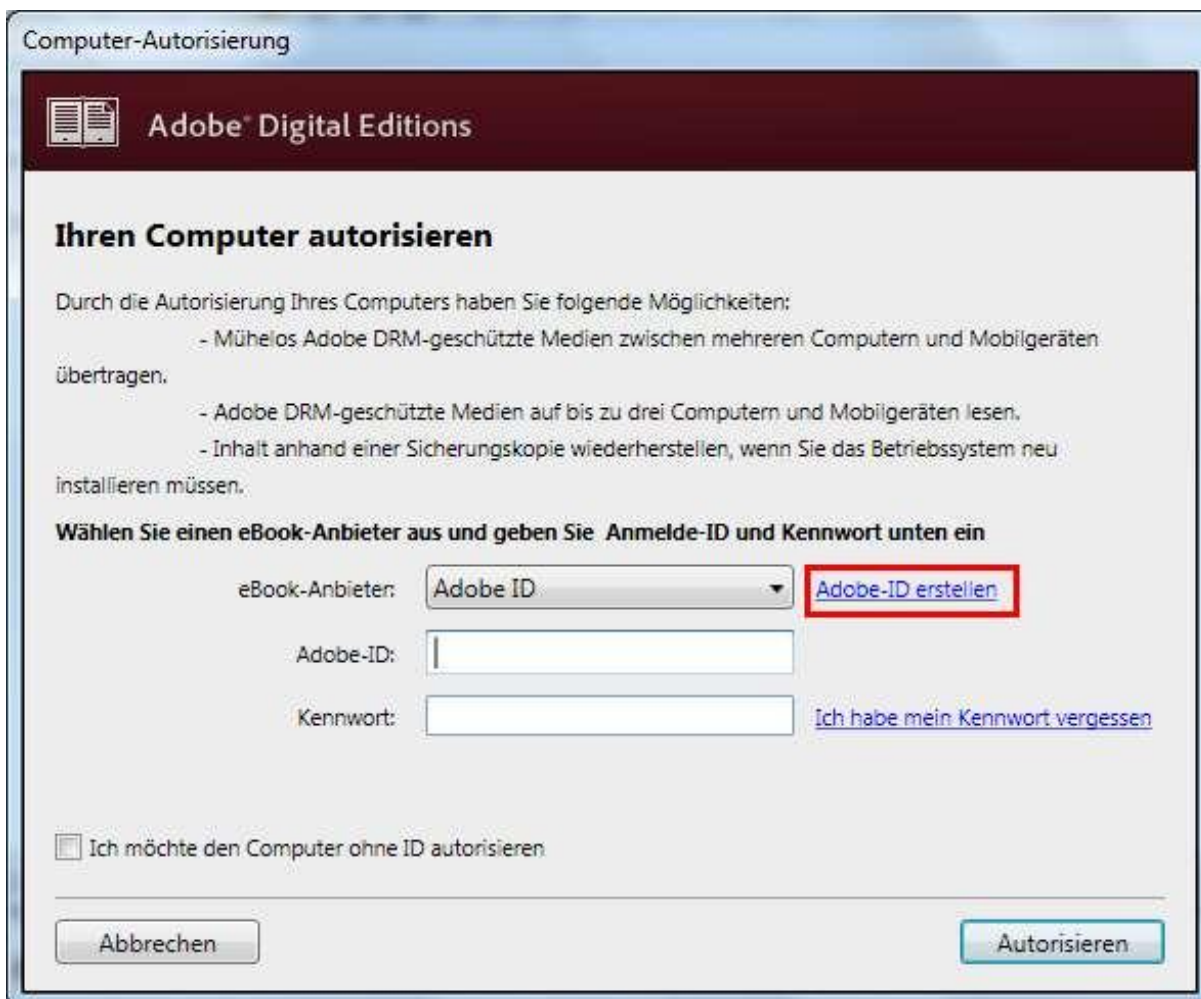 Computer-Autorisierung
Adobe® Digital Editions
Ihren Computer autorisieren
Durch die Autorisierung Ihres Computers haben Sie folgende Möglichkeiten:
- Mühelos Adobe DRM-geschützte Medien zwischen mehreren Computern und Mobilgeräten
übertragen.
- Adobe DRM-geschützte Medien auf bis zu drei Computern und Mobilgeräten lesen.
- Inhalt anhand einer Sicherungskopie wiederherstellen, wenn Sie das Betriebssystem neu
installieren müssen.
Wählen Sie einen eBook-Anbieter aus und geben Sie Anmelde-ID und Kennwort unten ein
eBook-Anbieter: Adobe ID Adobe-ID erstellen
Adobe-ID:
Kennwort: Ich habe mein Kennwort vergessen
Ich möchte den Computer ohne ID autorisieren
Abbrechen Autorisieren